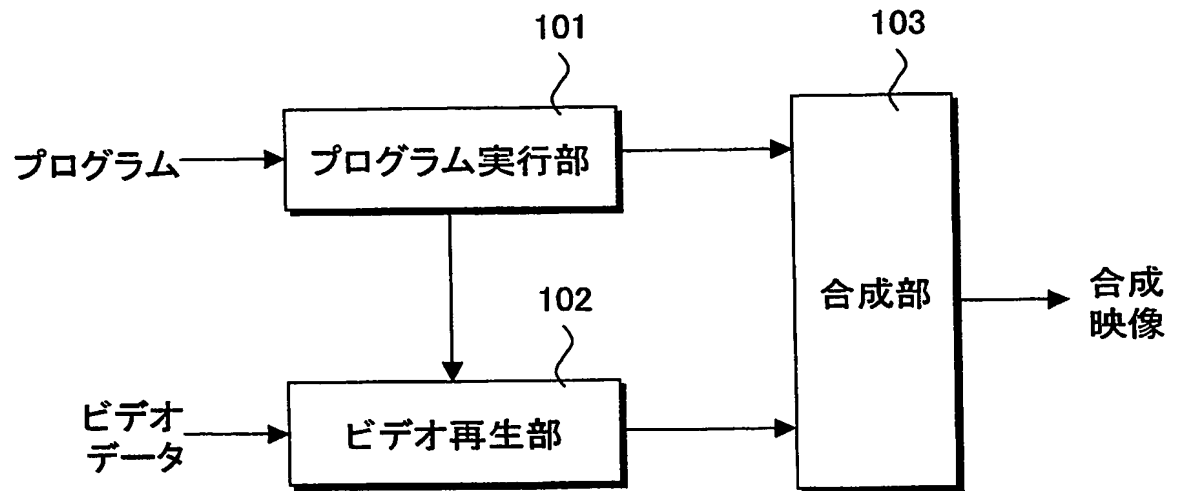 101
103
プログラム
プログラム実行部
102
合成部
合成
映像
ビデオ
データ
ビデオ再生部